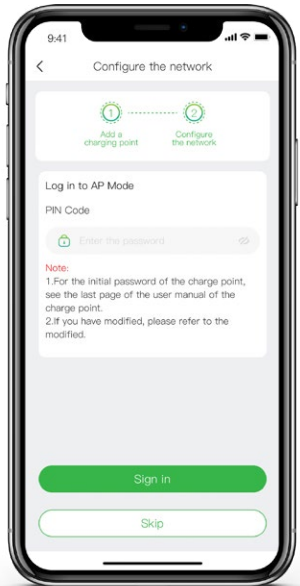 9:41
Configure the network
1
2
Add a
charging point
Configure
the network
Log in to AP Mode
PIN Code
Enter the password
Note:
1.For the initial password of the charge point,
see the last page of the user manual of the
charge point.
2.If you have modified, please refer to the
modified.
Sign in
Skip